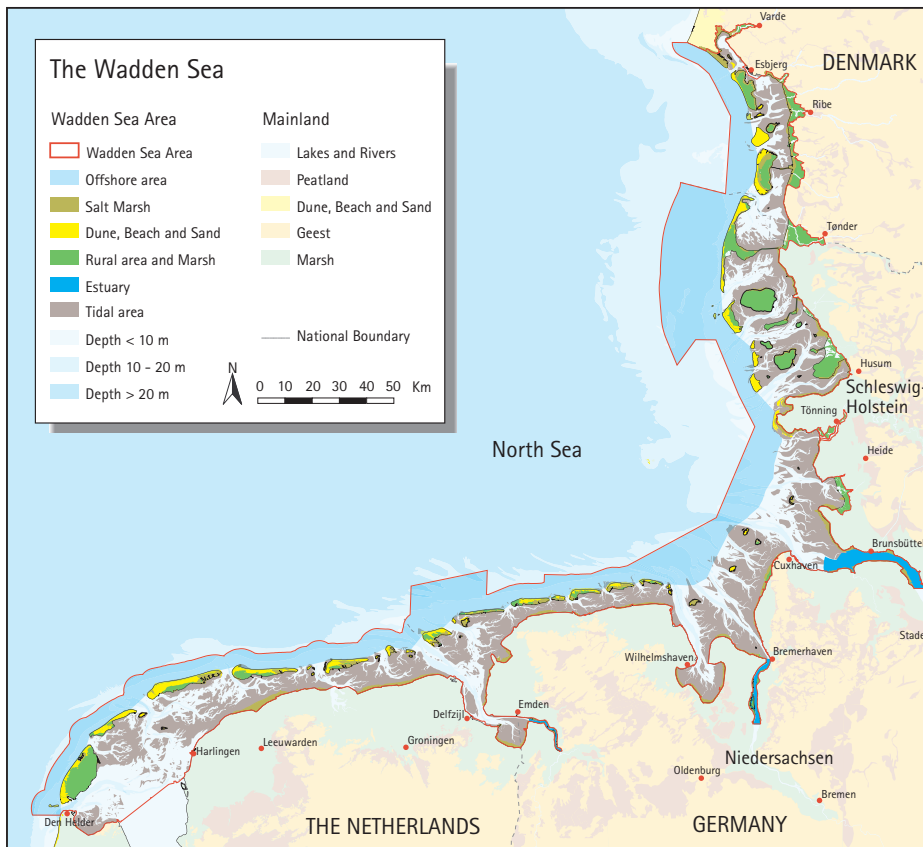 The Wadden Sea
Wadden Sea Area
Wadden Sea Area
Offshore area
Salt Marsh
Dune, Beach and Sand
Rural area and Marsh
Estuary
Tidal area
Depth < 10 m
Depth 10 - 20 m
Depth > 20 m
Mainland
Lakes and Rivers
Peatland
Dune, Beach and Sand
Geest
Marsh
National Boundary
N
0 10 20 30 40 50 Km
Varde
Esbjerg
DENMARK
Ribe
Tønder
Husum
Schleswig-
Holstein
Tönning
North Sea
Heide
Brunsbüttel
Cuxhaven
Stade
Wilhelmshaven
Bremerhaven
Emden
Delfzijl
Harlingen
Leeuwarden
Groningen
Niedersachsen
Oldenburg
Bremen
Den Helder
THE NETHERLANDS
GERMANY